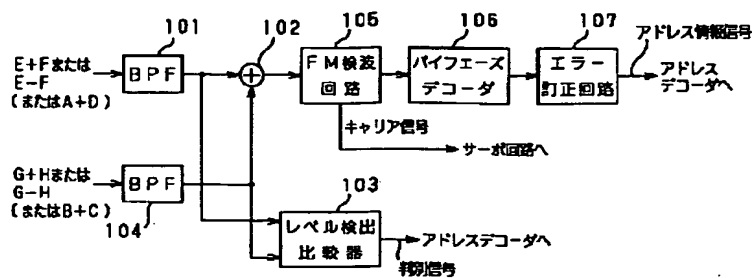 101
E+Fまたは
E−F
(またはA+D)
BPF
102
105
FM検波
回路
106
バイフェーズ
デコーダ
107
エラー
訂正回路
アドレス情報信号
アドレス
デコーダへ
キャリア信号
サーボ回路へ
G+Hまたは
G−H
(またはB+C)
BPF
104
103
レベル検出
比較器
アドレスデコーダへ
判別信号